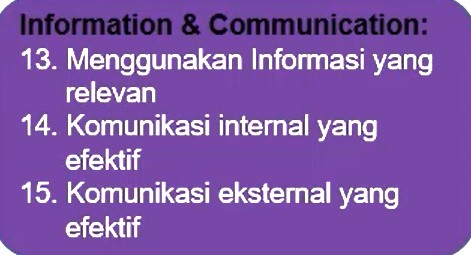 Information & Communication:
13. Menggunakan Informasi yang
relevan
14. Komunikasi internal yang
efektif
15. Komunikasi eksternal yang
efektif